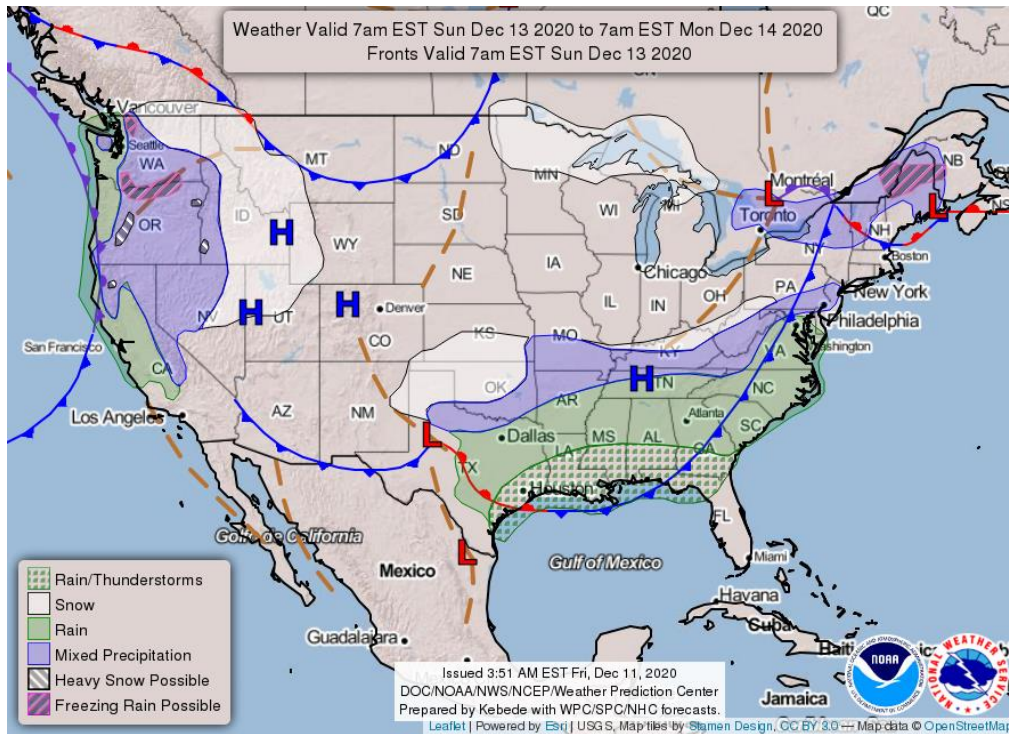 Weather Valid 7am EST Sun Dec 13 2020 to 7am EST Mon Dec 14 2020
Fronts Valid 7am EST Sun Dec 13 2020
QC
Vancouver
Seattle
WA
MT
ND
MN
Montréal
NB
NS
OR
ID
SD
WI
MI
Toronto
NH
NY
Boston
H
WY
L
L
IA
Chicago
NE
PA
New York
H
H
NV
UT
Denver
CO
IL
IN
OH
Philadelphia
Washington
San Francisco
CA
KS
MO
KY
VA
Los Angeles
AZ
NM
OK
AR
H
TN
NC
L
Dallas
MS
AL
Atlanta
SC
TX
LA
GA
Houston
FL
L
Golfo de California
Mexico
Gulf of Mexico
Miami
Havana
Cuba
Guadalajara
Jamaica
Rain/Thunderstorms
Snow
Rain
Mixed Precipitation
Heavy Snow Possible
Freezing Rain Possible
Issued 3:51 AM EST Fri, Dec 11, 2020
DOC/NOAA/NWS/NCEP/Weather Prediction Center
Prepared by Kebede with WPC/SPC/NHC forecasts.
NOAA
NATIONAL WEATHER SERVICE
Leaflet | Powered by Esri | USGS, Map tiles by Stamen Design, CC BY 3.0 — Map data © OpenStreetMap